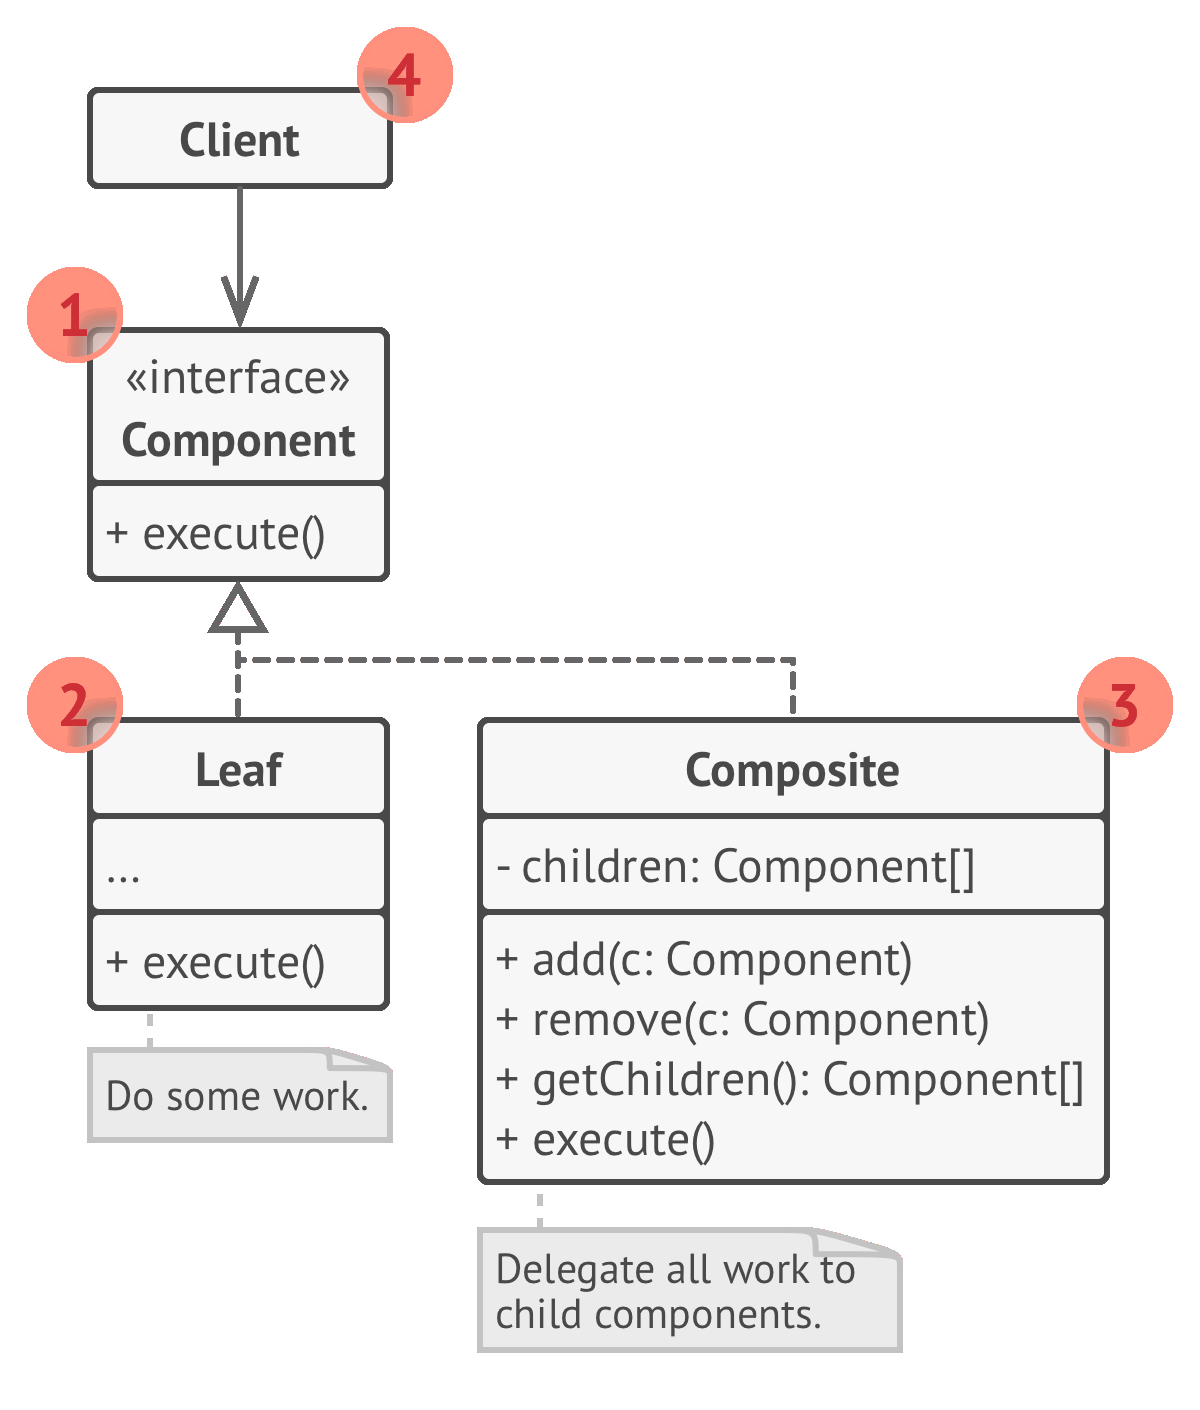 4
Client
1
«interface»
Component
+ execute()
2
Leaf
...
+ execute()
Do some work.
3
Composite
- children: Component[]
+ add(c: Component)
+ remove(c: Component)
+ getChildren(): Component[]
+ execute()
Delegate all work to
child components.